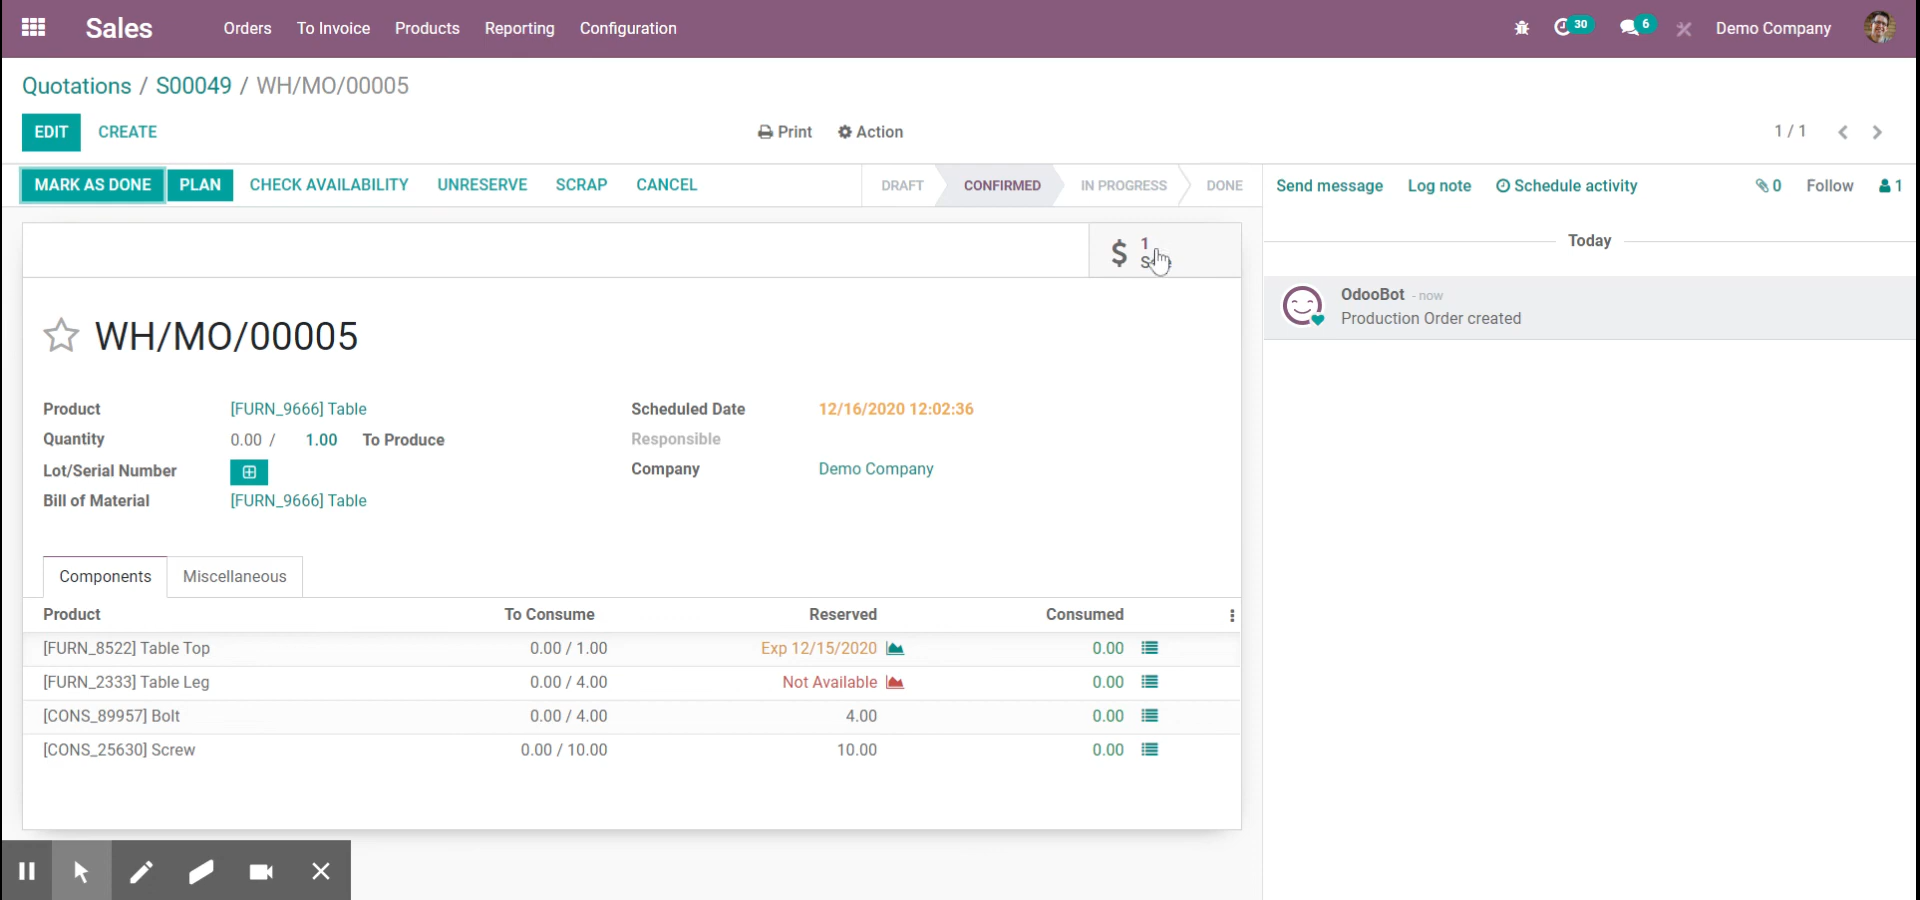 Sales Orders To Invoice Products Reporting Configuration 30 6 Demo Company
Quotations / S00049 / WH/MO/00005
EDIT CREATE Print Action 1 / 1
MARK AS DONE PLAN CHECK AVAILABILITY UNRESERVE SCRAP CANCEL DRAFT CONFIRMED IN PROGRESS DONE Send message Log note Schedule activity 0 Follow 1
Today
$ 1
OdooBot - now
Production Order created
WH/MO/00005
Product [FURN_9666] Table Scheduled Date 12/16/2020 12:02:36
Quantity 0.00 / 1.00 To Produce Responsible
Lot/Serial Number Company Demo Company
Bill of Material [FURN_9666] Table
Components Miscellaneous
Product To Consume Reserved Consumed
[FURN_8522] Table Top 0.00 / 1.00 Exp 12/15/2020 0.00
[FURN_2333] Table Leg 0.00 / 4.00 Not Available 0.00
[CONS_89957] Bolt 0.00 / 4.00 4.00 0.00
[CONS_25630] Screw 0.00 / 10.00 10.00 0.00